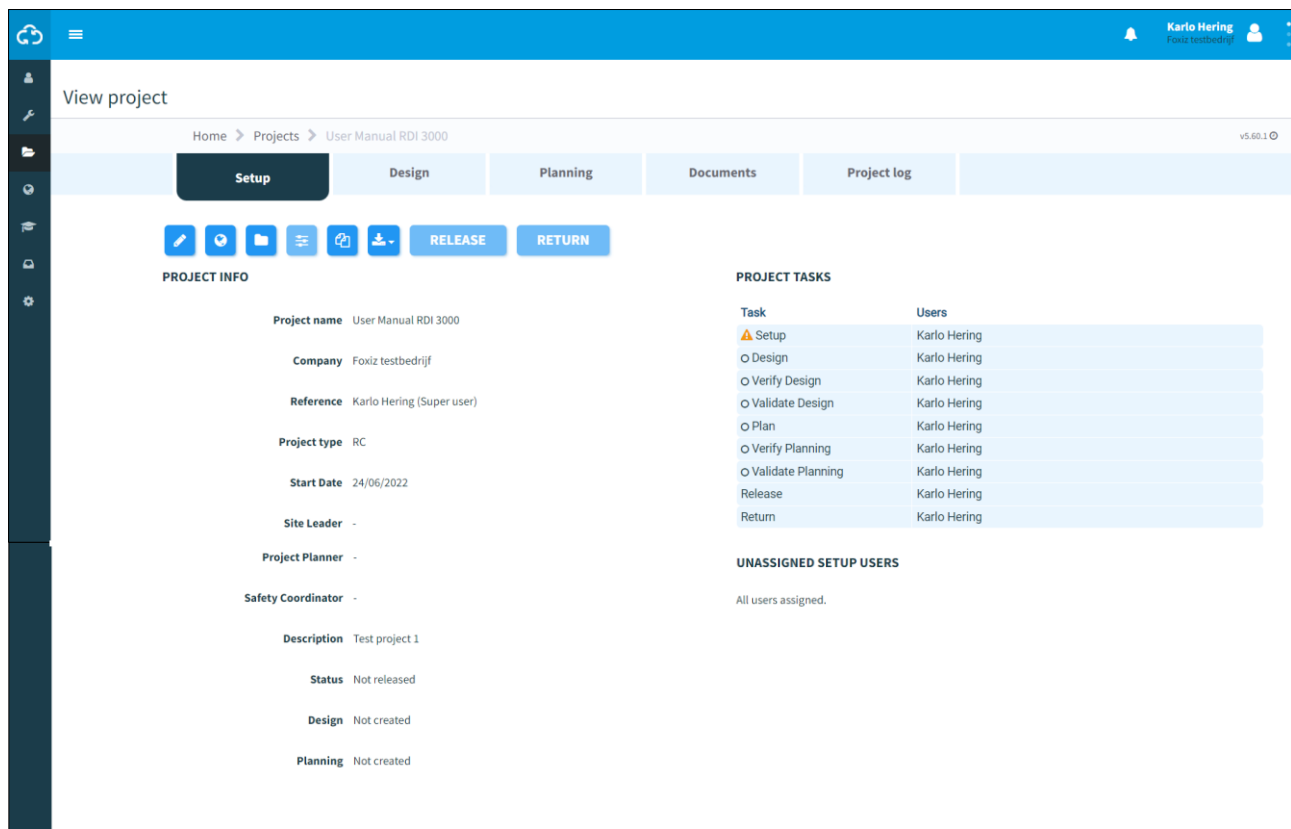 Karlo Hering
Foxiz testbedrijf
View project
Home Projects User Manual RDI 3000
v5.60.1
Setup Design Planning Documents Project log
RELEASE RETURN
PROJECT INFO
Project name User Manual RDI 3000
Company Foxiz testbedrijf
Reference Karlo Hering (Super user)
Project type RC
Start Date 24/06/2022
Site Leader -
Project Planner -
Safety Coordinator -
Description Test project 1
Status Not released
Design Not created
Planning Not created
PROJECT TASKS
Task Users
Setup Karlo Hering
Design Karlo Hering
Verify Design Karlo Hering
Validate Design Karlo Hering
Plan Karlo Hering
Verify Planning Karlo Hering
Validate Planning Karlo Hering
Release Karlo Hering
Return Karlo Hering
UNASSIGNED SETUP USERS
All users assigned.